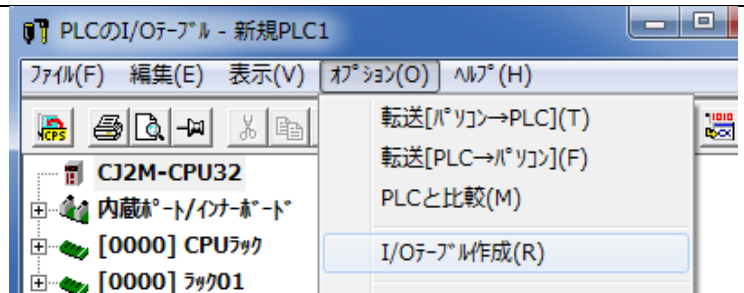 PLCのI/Oﾃｰﾌﾞﾙ - 新規PLC1
ﾌｧｲﾙ(F) 編集(E) 表示(V) ｵﾌﾟｼｮﾝ(O) ﾍﾙﾌﾟ(H)
転送[ﾊﾟｿｺﾝ→PLC](T)
転送[PLC→ﾊﾟｿｺﾝ](F)
PLCと比較(M)
I/Oﾃｰﾌﾞﾙ作成(R)
CPS
CJ2M-CPU32
内蔵ﾎﾟｰﾄ/ｲﾝﾅｰﾎﾞｰﾄﾞ
[0000] CPUﾗｯｸ
[0000] ﾗｯｸ01